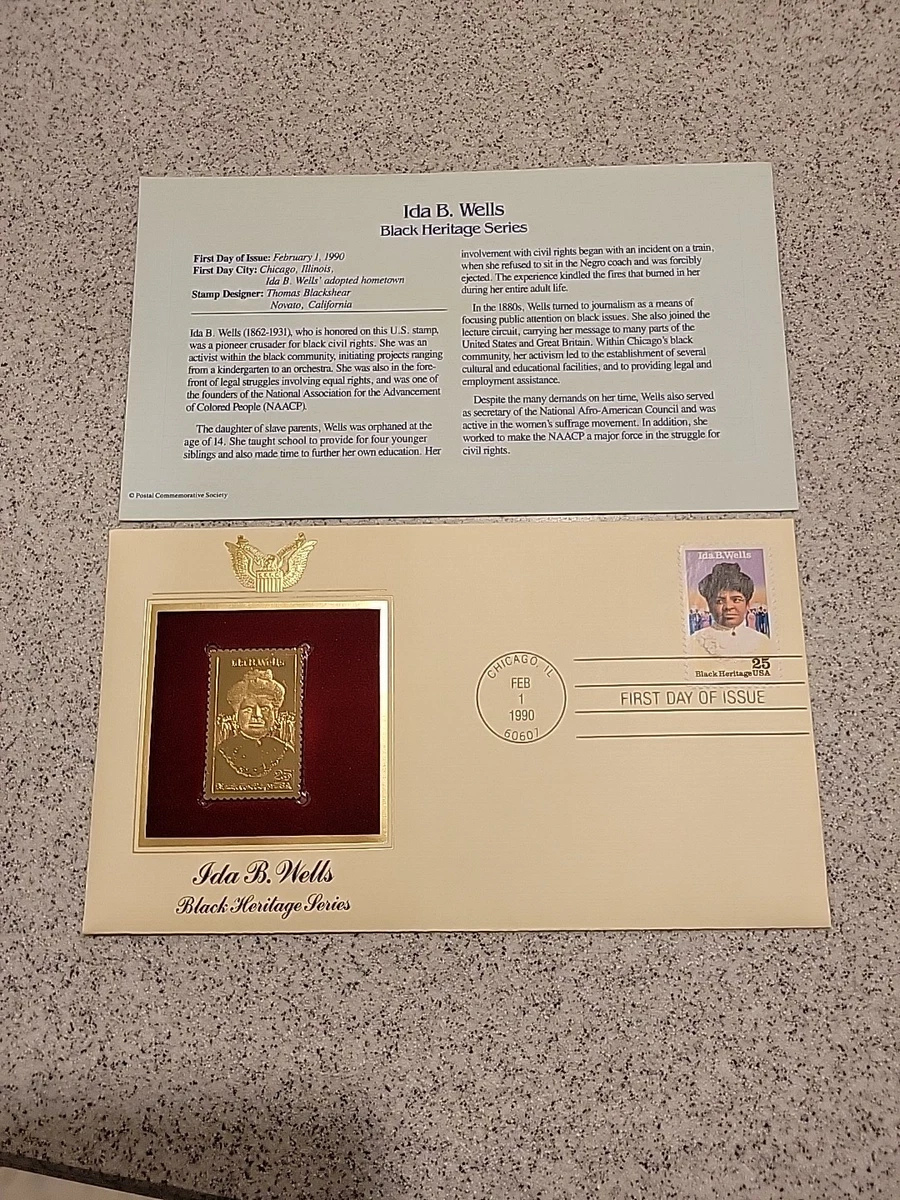 Ida B. Wells
Black Heritage Series
First Day of Issue: February 1, 1990
First Day City: Chicago, Illinois,
Ida B. Wells' adopted hometown
Stamp Designer: Thomas Blackshear
Novato, California
Ida B. Wells (1862-1931), who is honored on this U.S. stamp,
was a pioneer crusader for black civil rights. She was an
activist within the black community, initiating projects ranging
from a kindergarten to an orchestra. She was also in the fore-
front of legal struggles involving equal rights, and was one of
the founders of the National Association for the Advancement
of Colored People (NAACP).
The daughter of slave parents, Wells was orphaned at the
age of 14. She taught school to provide for four younger
siblings and also made time to further her own education. Her
involvement with civil rights began with an incident on a train,
when she refused to sit in the Negro coach and was forcibly
ejected. The experience kindled the fires that burned in her
during her entire adult life.
In the 1880s, Wells turned to journalism as a means of
focusing public attention on black issues. She also joined the
lecture circuit, carrying her message to many parts of the
United States and Great Britain. Within Chicago's black
community, her activism led to the establishment of several
cultural and educational facilities, and to providing legal and
employment assistance.
Despite the many demands on her time, Wells also served
as secretary of the National Afro-American Council and was
active in the women's suffrage movement. In addition, she
worked to make the NAACP a major force in the struggle for
civil rights.
© Postal Commemorative Society
Ida B. Wells
25
Black Heritage USA
CHICAGO, IL
FEB
1
1990
60607
FIRST DAY OF ISSUE
Ida B. Wells
25
Ida B. Wells
Black Heritage Series